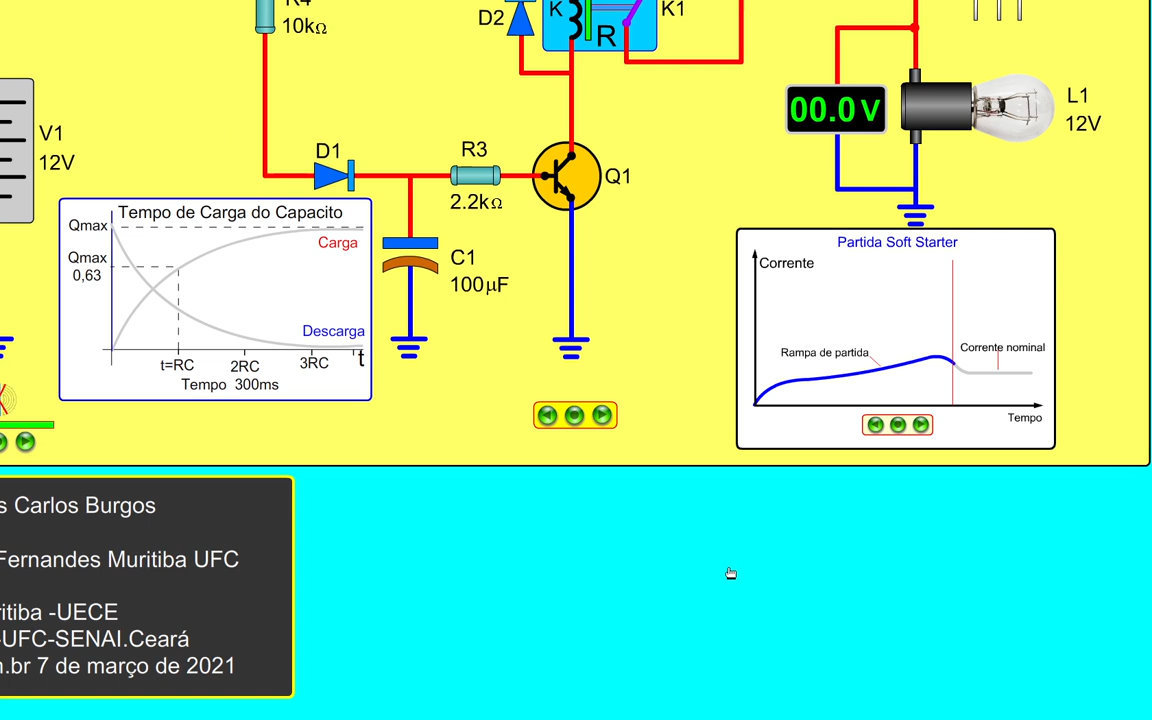 10kΩ
D2
K
R
K1
V1
12V
D1
R3
2.2kΩ
Q1
C1
100µF
00.0 V
L1
12V
Tempo de Carga do Capacito
Qmax
Carga
Qmax
0,63
Descarga
t=RC
2RC
3RC
t
Tempo 300ms
Partida Soft Starter
Corrente
Rampa de partida
Corrente nominal
Tempo
s Carlos Burgos
Fernandes Muritiba UFC
ritiba -UECE
-UFC-SENAI.Ceará
.br 7 de março de 2021